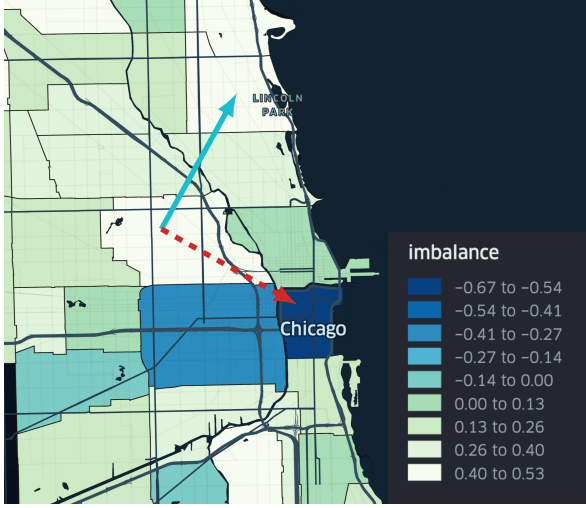 LINCOLN
PARK
Chicago
imbalance
−0.67 to −0.54
−0.54 to −0.41
−0.41 to −0.27
−0.27 to −0.14
−0.14 to 0.00
0.00 to 0.13
0.13 to 0.26
0.26 to 0.40
0.40 to 0.53